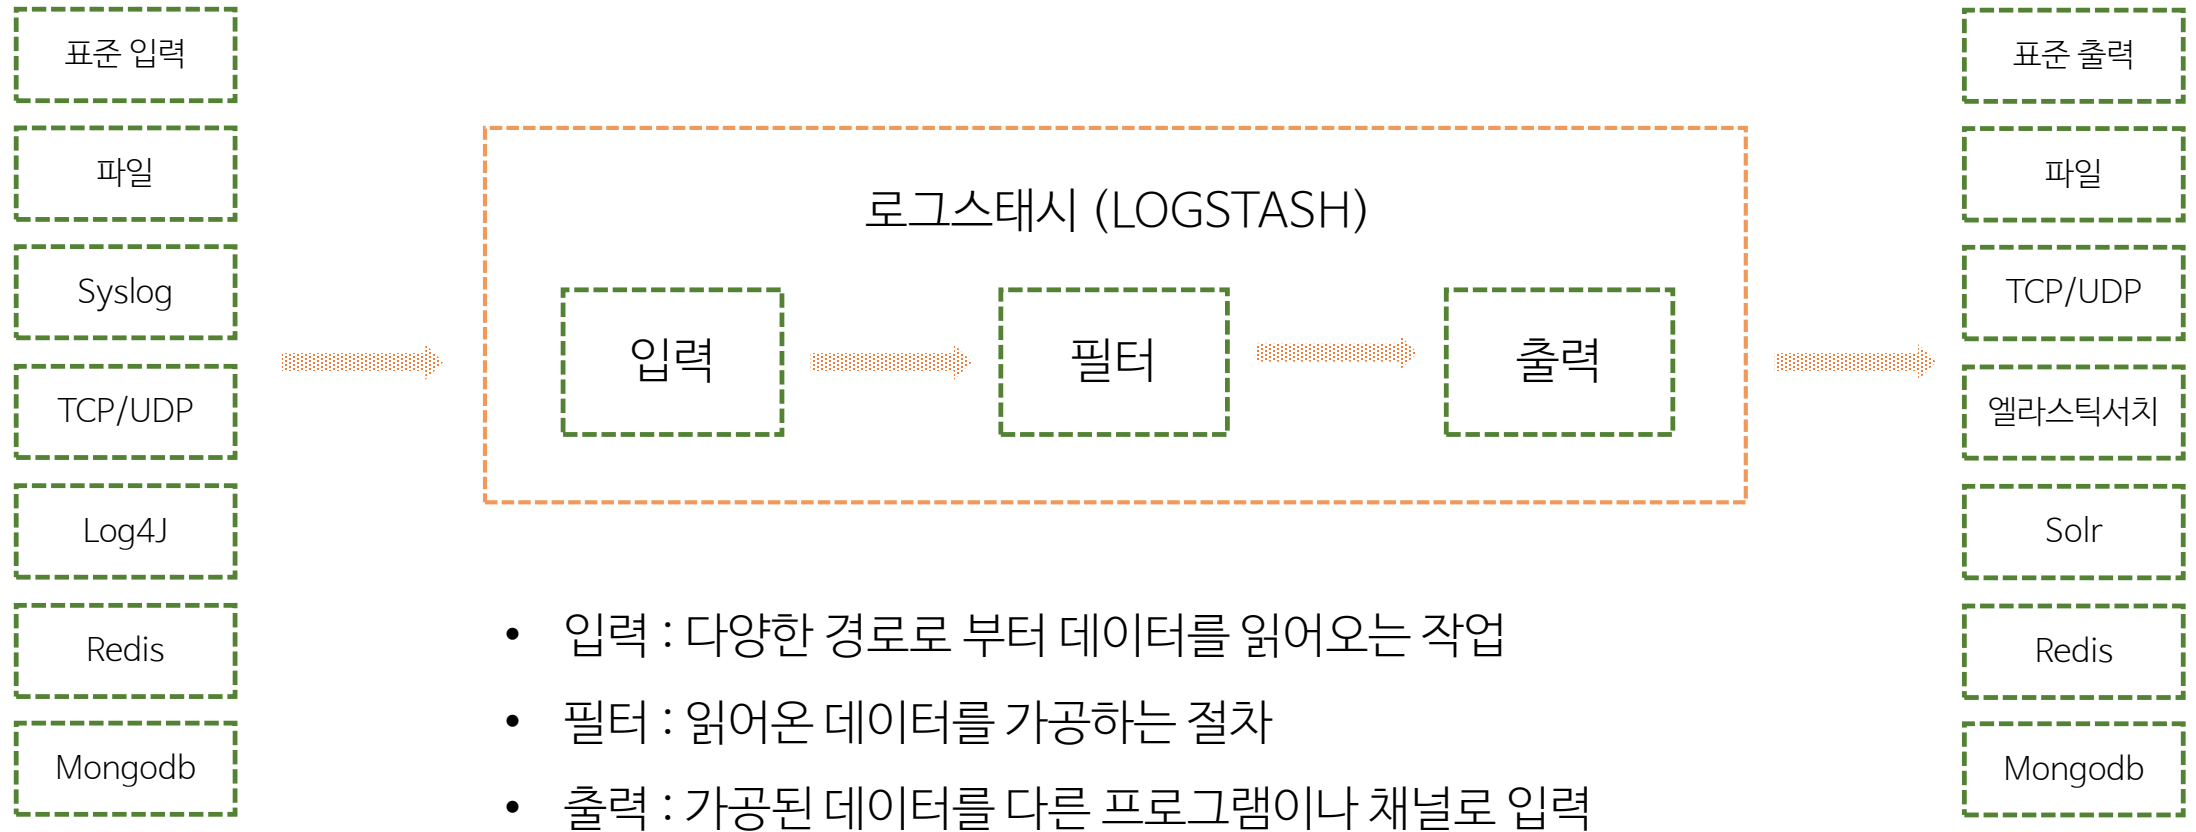 표준 입력
파일
Syslog
TCP/UDP
Log4J
Redis
Mongodb
로그스태시 (LOGSTASH)
입력
필터
출력
• 입력 : 다양한 경로로 부터 데이터를 읽어오는 작업
• 필터 : 읽어온 데이터를 가공하는 절차
• 출력 : 가공된 데이터를 다른 프로그램이나 채널로 입력
표준 출력
파일
TCP/UDP
엘라스틱서치
Solr
Redis
Mongodb